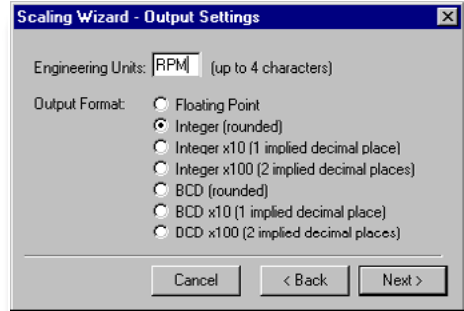 Scaling Wizard - Output Settings
Engineering Units: RPM (up to 4 characters)
Output Format: Floating Point
Integer (rounded)
Integer x10 (1 implied decimal place)
Integer x100 (2 implied decimal places)
BCD (rounded)
BCD x10 (1 implied decimal place)
BCD x100 (2 implied decimal places)
Cancel < Back Next >